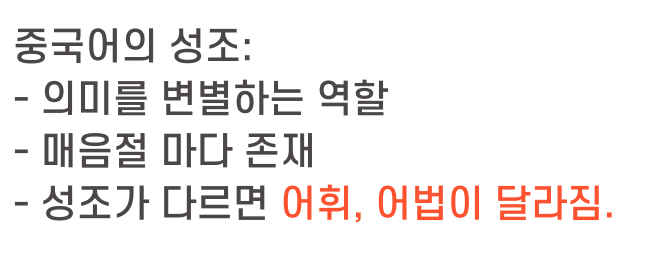 중국어의 성조:
- 의미를 변별하는 역할
- 매음절 마다 존재
- 성조가 다르면 어휘, 어법이 달라짐.